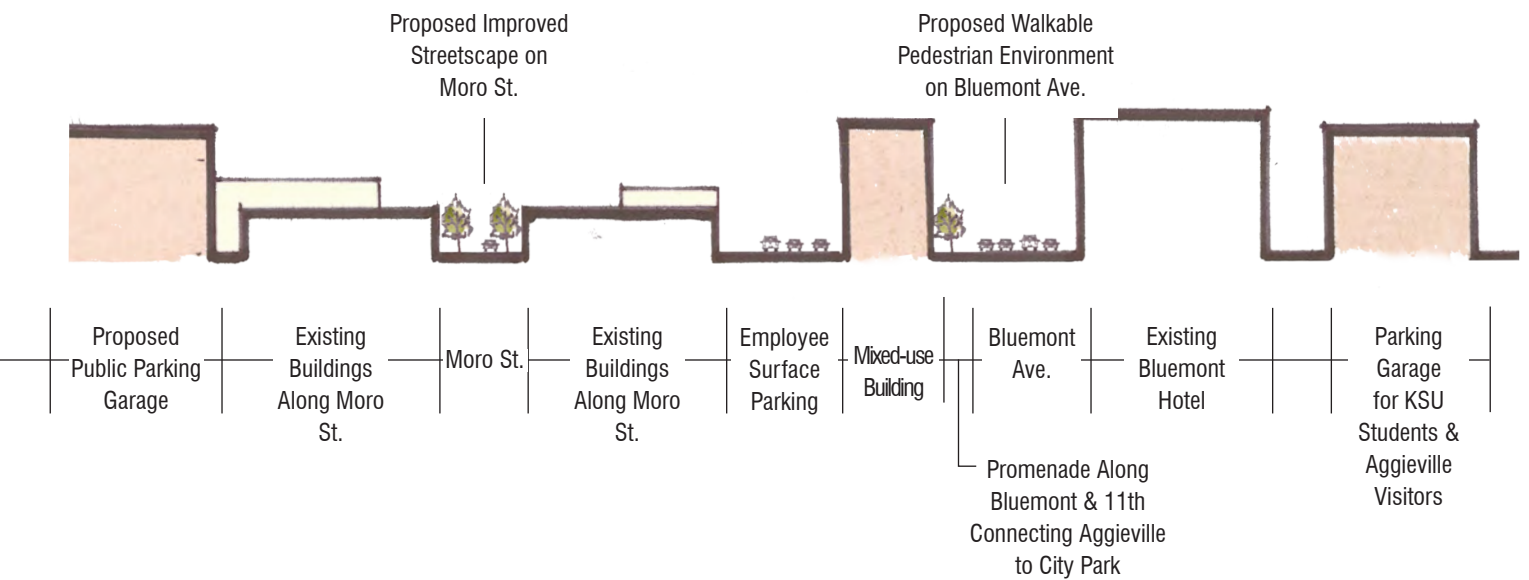 Proposed Improved
Streetscape on
Moro St.
Proposed Walkable
Pedestrian Environment
on Bluemont Ave.
Proposed
Public Parking
Garage
Existing
Buildings
Along Moro
St.
Moro St.
Existing
Buildings
Along Moro
St.
Employee
Surface
Parking
Mixed-use
Building
Bluemont
Ave.
Existing
Bluemont
Hotel
Parking
Garage
for KSU
Students &
Aggieville
Visitors
Promenade Along
Bluemont & 11th
Connecting Aggieville
to City Park